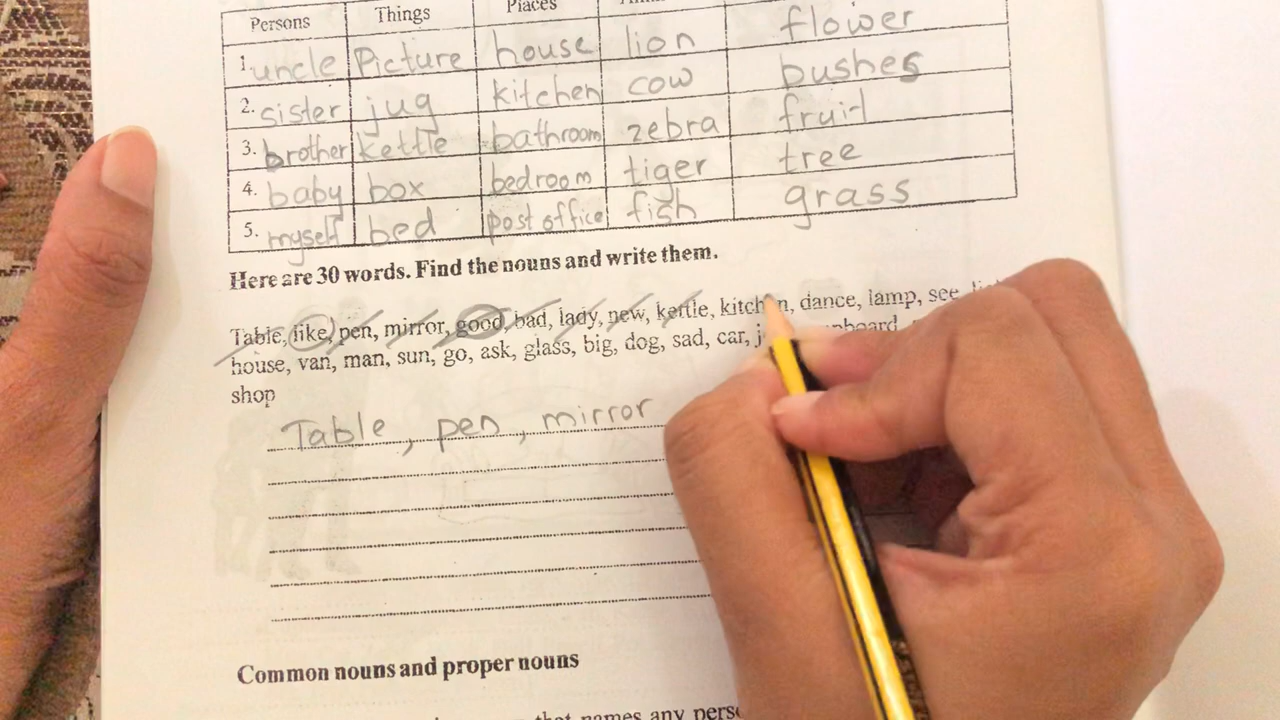 Persons Things Places
1. uncle Picture house lion flower
2. sister jug kitchen cow bushes
3. brother kettle bathroom zebra fruit
4. baby box bedroom tiger tree
5. myself bed post office fish grass
Here are 30 words. Find the nouns and write them.
Table, like, pen, mirror, good, bad, lady, new, kettle, kitchen, dance, lamp, see,
house, van, man, sun, go, ask, glass, big, dog, sad, car,
shop
Table, pen, mirror
Common nouns and proper nouns
that names any